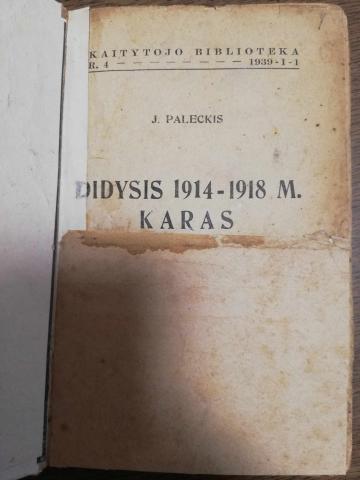 KAITYTOJO BIBLIOTEKA
R. 4 — — — — — — — 1939-I-1
J. PALECKIS
DIDYSIS 1914-1918 M.
KARAS